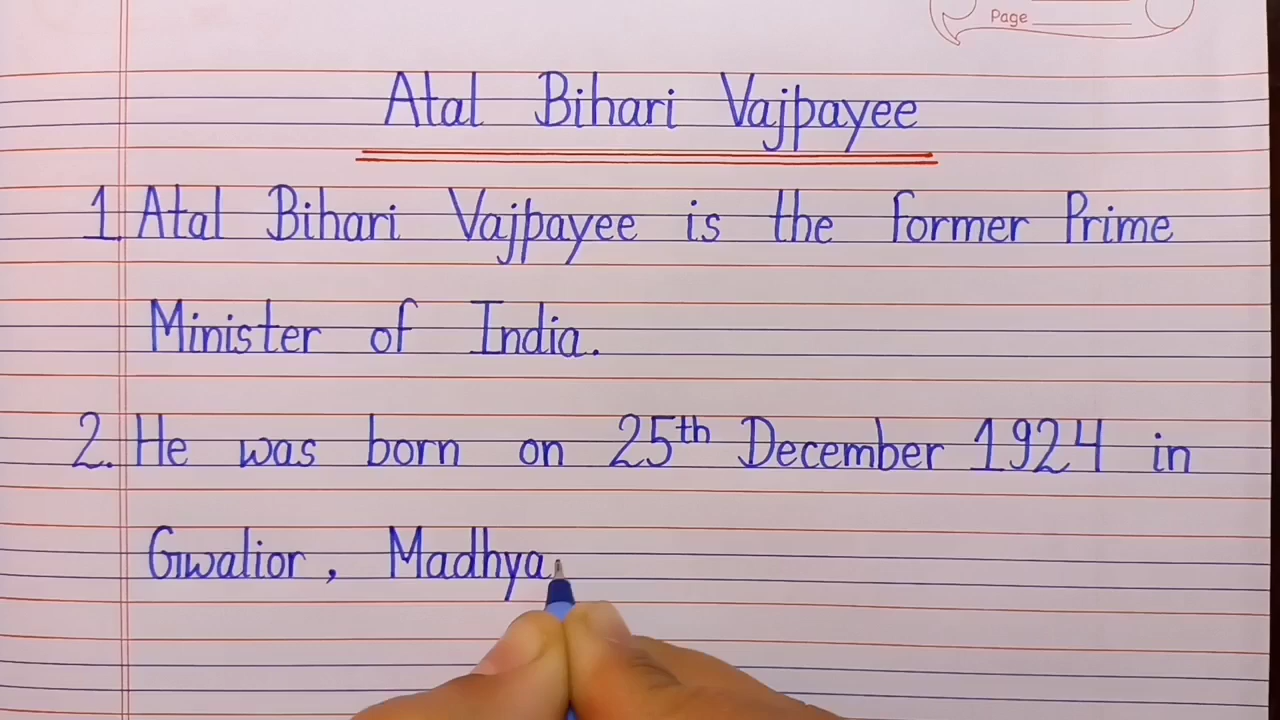 Page
Atal Bihari Vajpayee
1. Atal Bihari Vajpayee is the former Prime
Minister of India.
2. He was born on 25th December 1924 in
Gwalior, Madhya